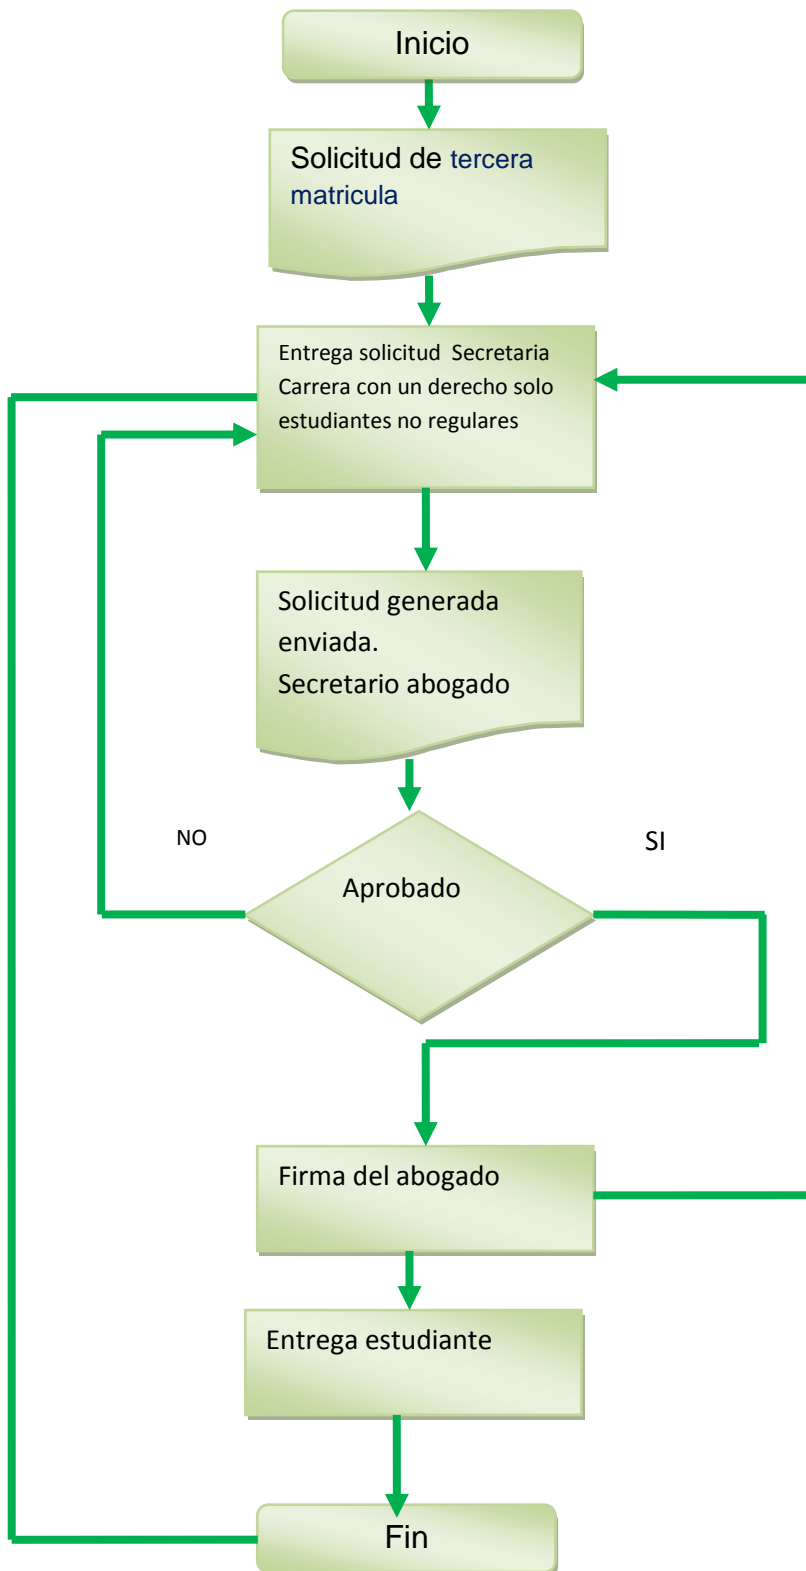 Inicio
Solicitud de tercera
matricula
Entrega solicitud  Secretaria
Carrera con un derecho solo
estudiantes no regulares
Solicitud generada
enviada.
Secretario abogado
NO
SI
Aprobado
Firma del abogado
Entrega estudiante
Fin